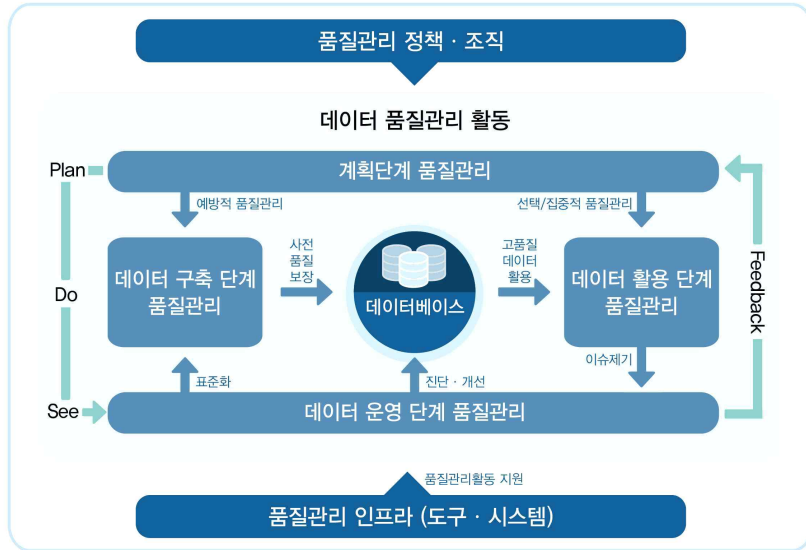 품질관리 정책 · 조직
데이터 품질관리 활동
Plan
계획단계 품질관리
예방적 품질관리
선택/집중적 품질관리
데이터 구축 단계
품질관리
사전
품질
보장
데이터베이스
고품질
데이터
활용
데이터 활용 단계
품질관리
Do
Feedback
표준화
진단 · 개선
이슈제기
See
데이터 운영 단계 품질관리
품질관리활동 지원
품질관리 인프라 (도구 · 시스템)